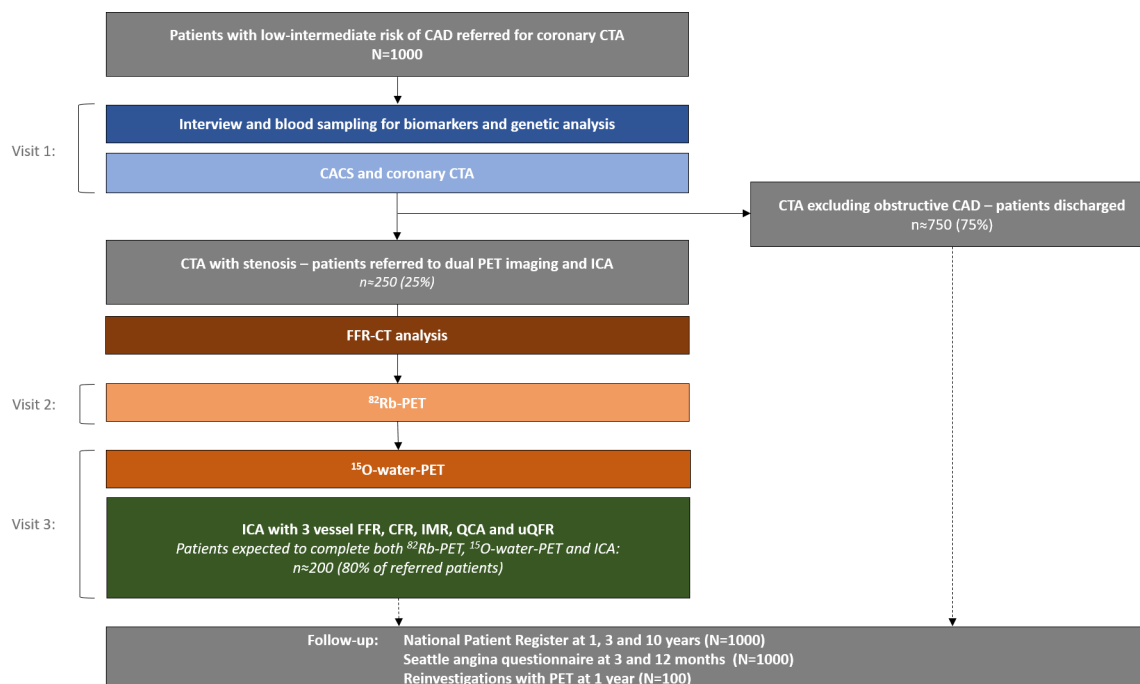 Patients with low-intermediate risk of CAD referred for coronary CTA
N=1000
Visit 1:
Interview and blood sampling for biomarkers and genetic analysis
CACS and coronary CTA
CTA excluding obstructive CAD – patients discharged
n≈750 (75%)
CTA with stenosis – patients referred to dual PET imaging and ICA
n≈250 (25%)
FFR-CT analysis
Visit 2:
⁸²Rb-PET
Visit 3:
¹⁵O-water-PET
ICA with 3 vessel FFR, CFR, IMR, QCA and uQFR
Patients expected to complete both ⁸²Rb-PET, ¹⁵O-water-PET and ICA:
n≈200 (80% of referred patients)
Follow-up: National Patient Register at 1, 3 and 10 years (N=1000)
Seattle angina questionnaire at 3 and 12 months (N=1000)
Reinvestigations with PET at 1 year (N=100)